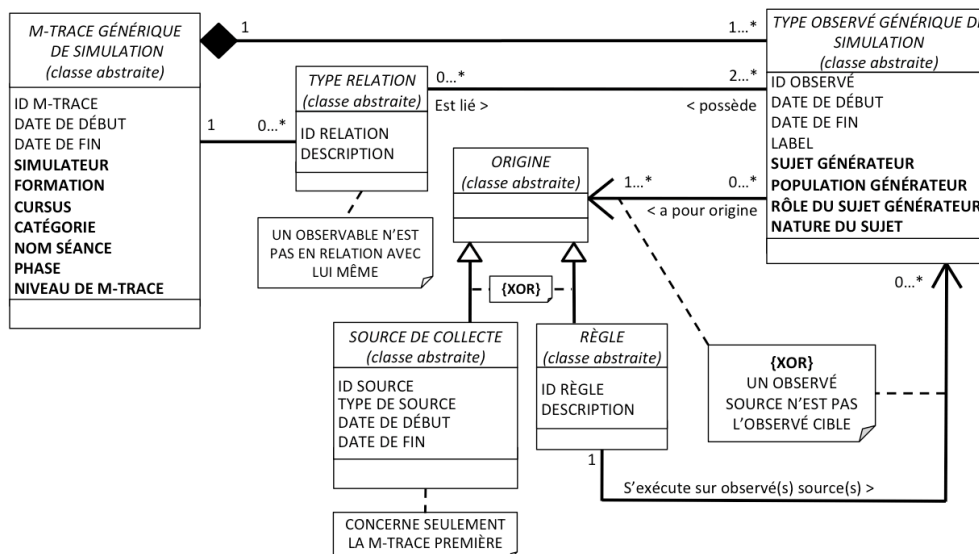 M-TRACE GÉNÉRIQUE
DE SIMULATION
(classe abstraite)
ID M-TRACE
DATE DE DÉBUT
DATE DE FIN
SIMULATEUR
FORMATION
CURSUS
CATÉGORIE
NOM SÉANCE
PHASE
NIVEAU DE M-TRACE
1
1...*
1
0...*
TYPE RELATION
(classe abstraite)
ID RELATION
DESCRIPTION
0...*
Est lié >
2...*
< possède
TYPE OBSERVÉ GÉNÉRIQUE DE
SIMULATION
(classe abstraite)
ID OBSERVÉ
DATE DE DÉBUT
DATE DE FIN
LABEL
SUJET GÉNÉRATEUR
POPULATION GÉNÉRATEUR
RÔLE DU SUJET GÉNÉRATEUR
NATURE DU SUJET
UN OBSERVABLE N'EST
PAS EN RELATION AVEC
LUI MÊME
ORIGINE
(classe abstraite)
1...*
0...*
< a pour origine
0...*
{XOR}
SOURCE DE COLLECTE
(classe abstraite)
ID SOURCE
TYPE DE SOURCE
DATE DE DÉBUT
DATE DE FIN
RÈGLE
(classe abstraite)
ID RÈGLE
DESCRIPTION
{XOR}
UN OBSERVÉ
SOURCE N'EST PAS
L'OBSERVÉ CIBLE
1
S'exécute sur observé(s) source(s) >
CONCERNE SEULEMENT
LA M-TRACE PREMIÈRE